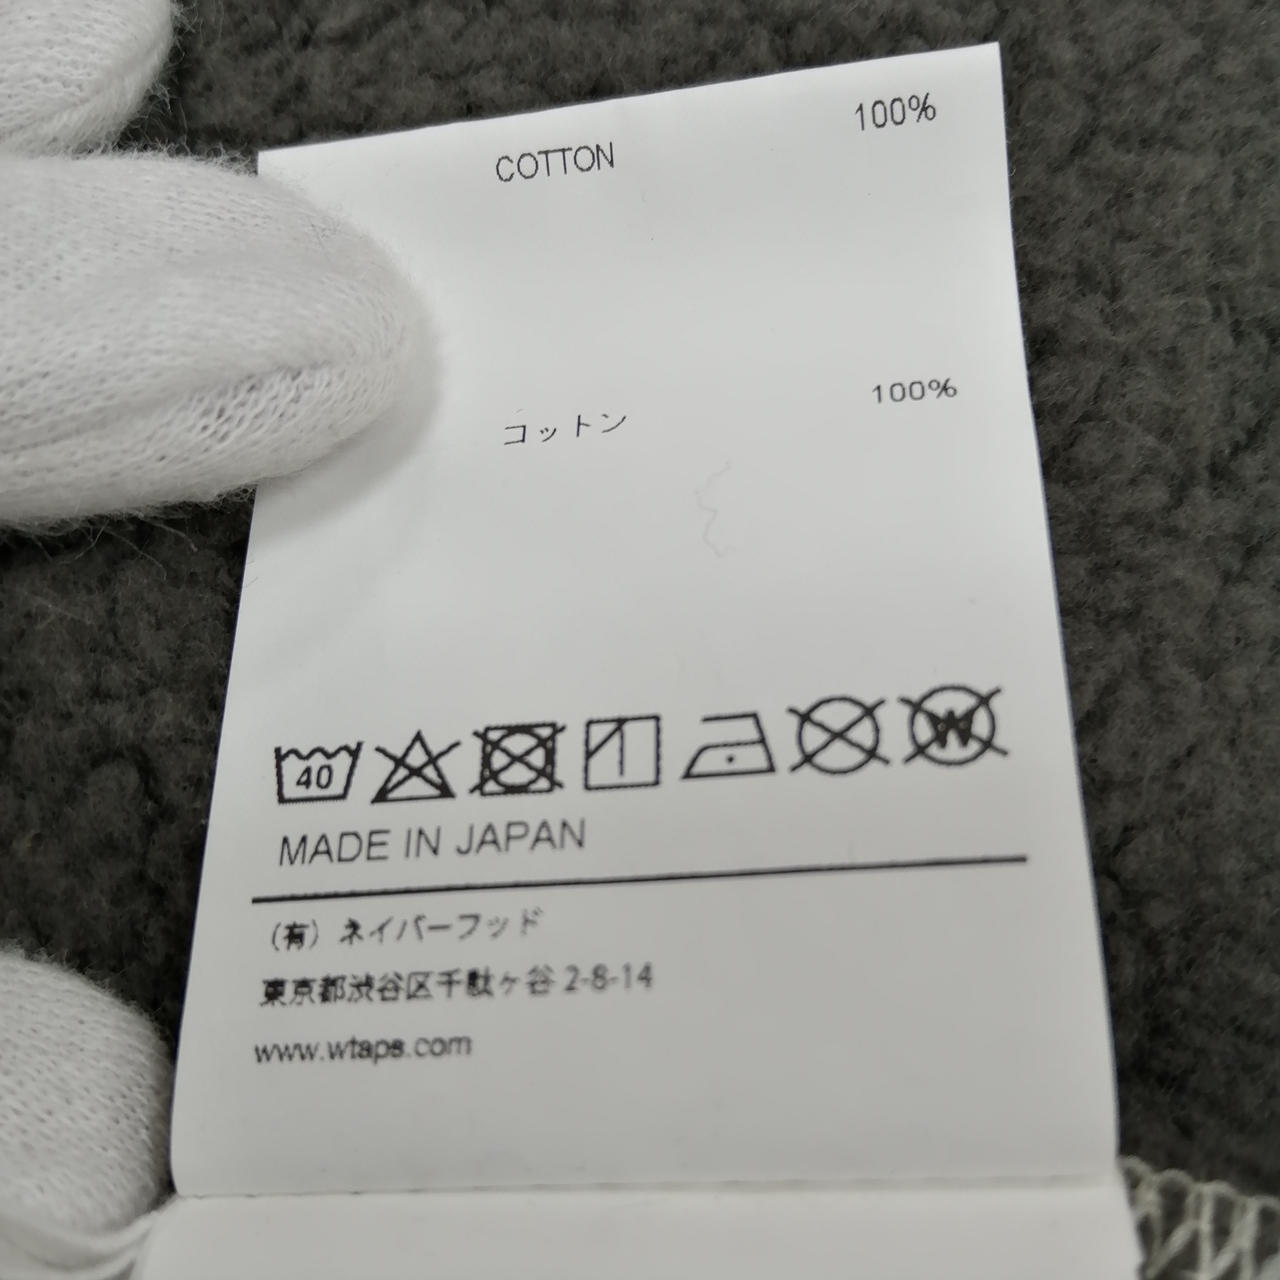 COTTON 100%
コットン 100%
40 W
MADE IN JAPAN
(有) ネイバーフッド
東京都渋谷区千駄ヶ谷 2-8-14
www.wtaps.com